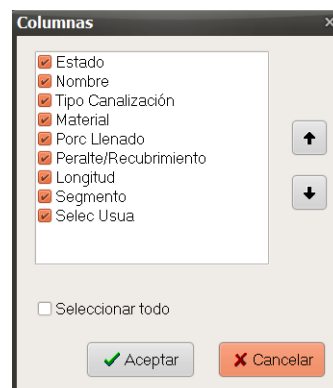 Columnas
Estado
Nombre
Tipo Canalización
Material
Porc Llenado
Peralte/Recubrimiento
Longitud
Segmento
Selec Usua
Seleccionar todo
Aceptar
Cancelar